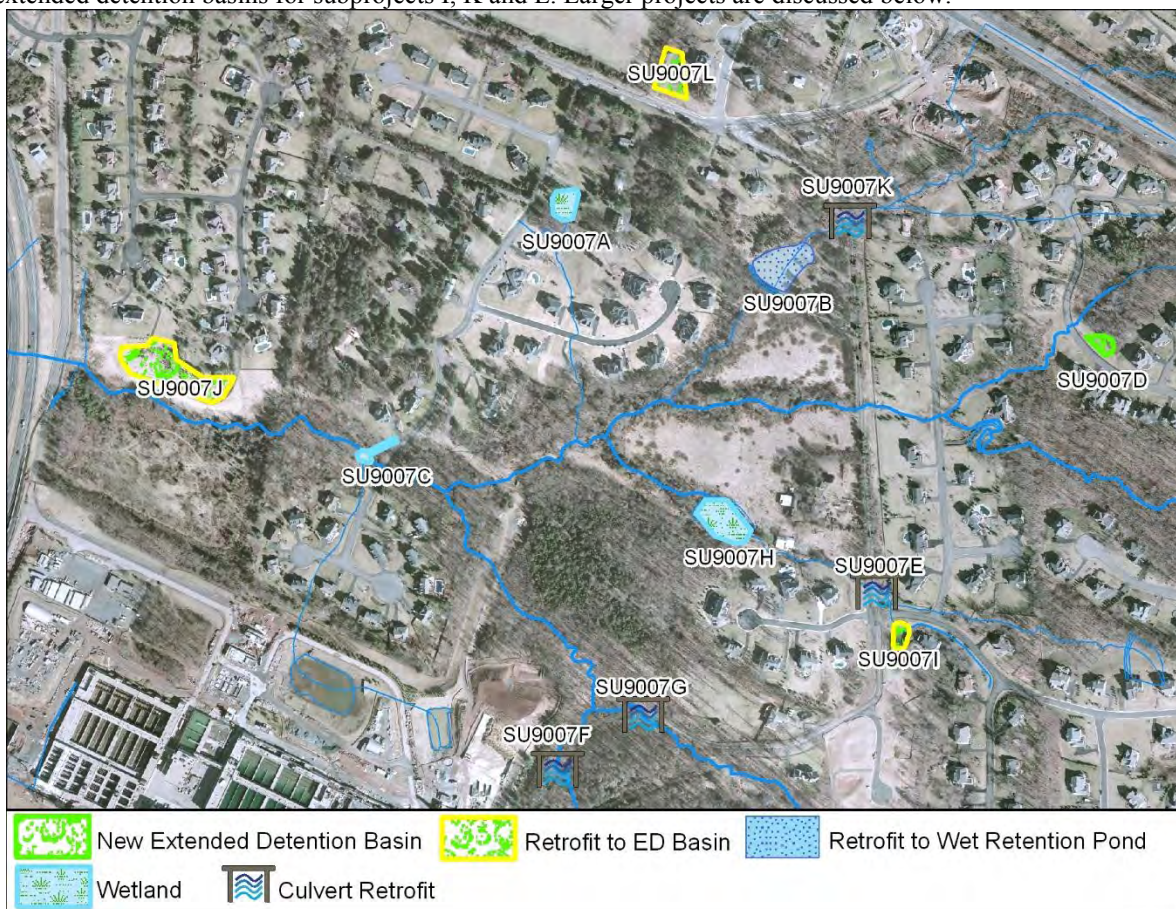 extended detention basins for subprojects I, K and L. Larger projects are discussed below.
SU9007L
SU9007K
SU9007A
SU9007B
SU9007D
SU9007J
SU9007C
SU9007H
SU9007E
SU9007I
SU9007G
SU9007F
New Extended Detention Basin
Retrofit to ED Basin
Retrofit to Wet Retention Pond
Wetland
Culvert Retrofit